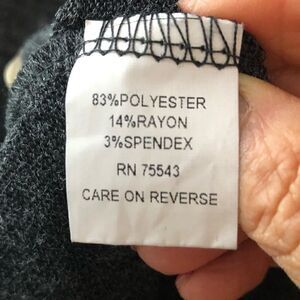 83%POLYESTER
14%RAYON
3%SPENDEX
RN 75543
CARE ON REVERSE